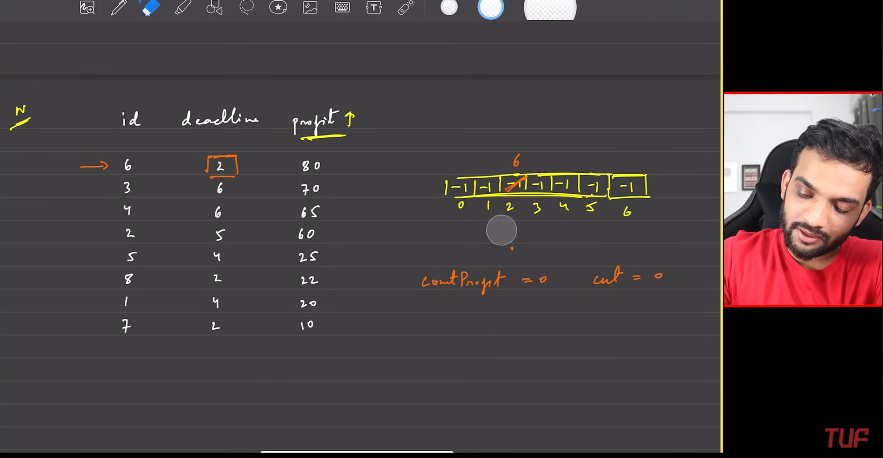 N
id deadline profit ↑
→ 6 2 80
3 6 70
4 6 65
2 5 60
5 4 25
8 2 22
1 4 20
7 2 10
6
-1 -1 -1 -1 -1 -1 -1
0 1 2 3 4 5 6
countProfit = 0 cnt = 0
TUF